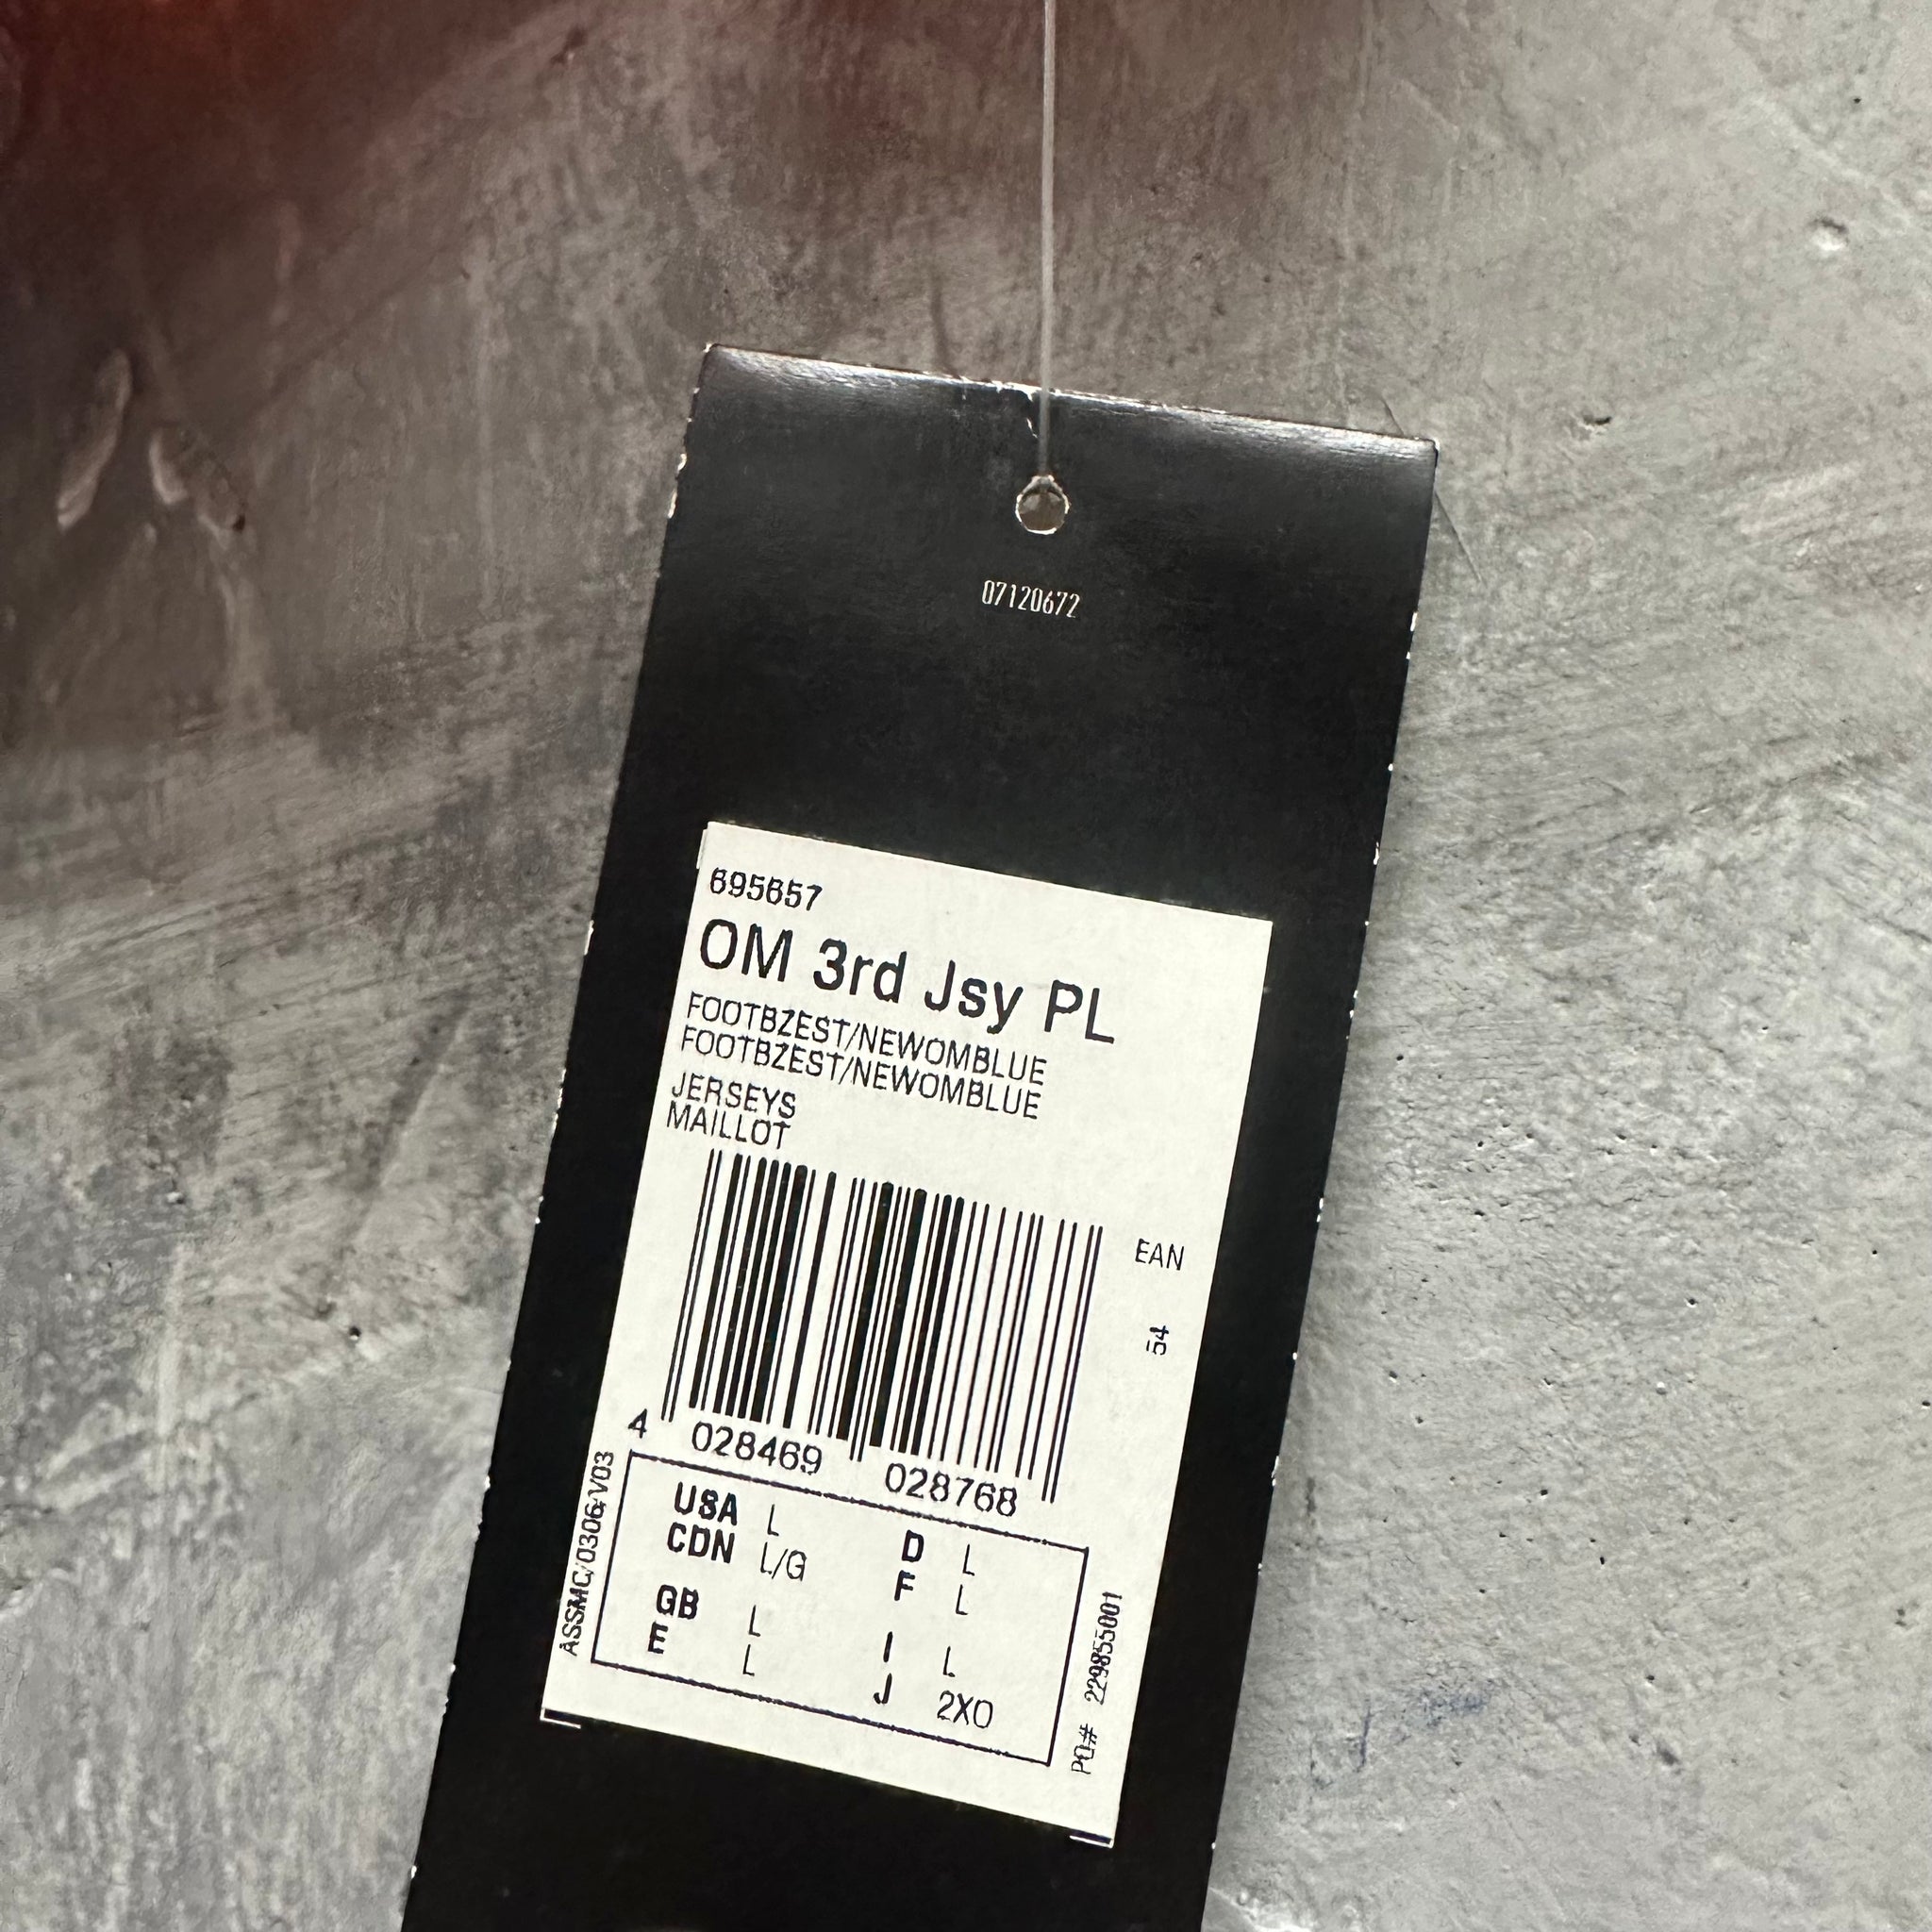 07120672
695657
OM 3rd Jsy PL
FOOTBZEST/NEWOMBLUE
FOOTBZEST/NEWOMBLUE
JERSEYS
MAILLOT
EAN
54
4 028469 028768
USA L
CDN L/G
GB L
E L
D L
F L
I L
J 2XO
ASSMC/0306/V03
PO# 229855001